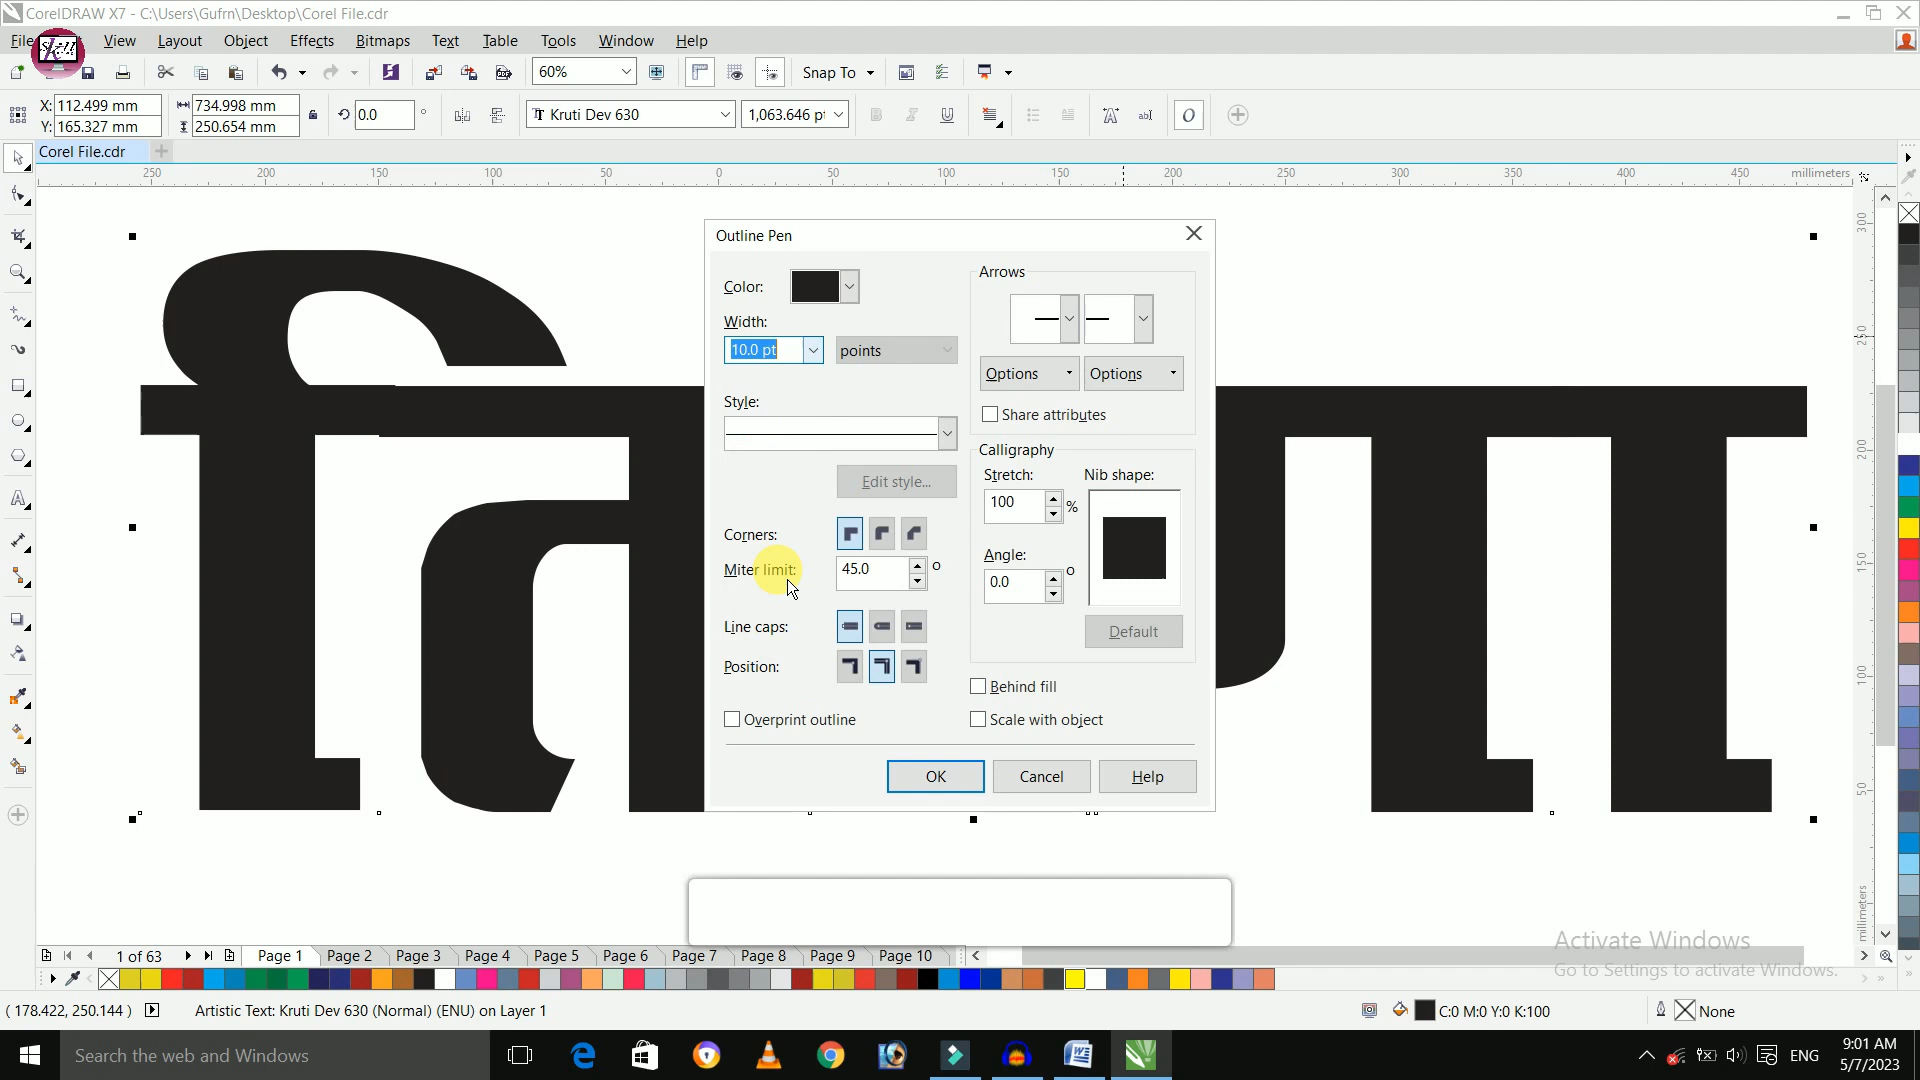 CorelDRAW X7 - C:\Users\Gufrn\Desktop\Corel File.cdr
File View Layout Object Effects Bitmaps Text Table Tools Window Help
60% Snap To
X: 112.499 mm 734.998 mm 0.0 ° Kruti Dev 630 1,063.646 pt
Y: 165.327 mm 250.654 mm
Corel File.cdr
250 200 150 100 50 0 50 100 150 200 250 300 350 400 450 millimeters
300
250
200
150
100
50
millimeters
Outline Pen
Color:
Width:
10.0 pt points
Style:
Edit style...
Corners:
Miter limit: 45.0 °
Line caps:
Position:
Overprint outline
Arrows
Options Options
Share attributes
Calligraphy
Stretch: Nib shape:
100 %
Angle:
0.0 °
Default
Behind fill
Scale with object
OK Cancel Help
Activate Windows
Go to Settings to activate Windows.
1 of 63 Page 1 Page 2 Page 3 Page 4 Page 5 Page 6 Page 7 Page 8 Page 9 Page 10
( 178.422, 250.144 ) Artistic Text: Kruti Dev 630 (Normal) (ENU) on Layer 1 C:0 M:0 Y:0 K:100 None
Search the web and Windows ENG 9:01 AM
5/7/2023